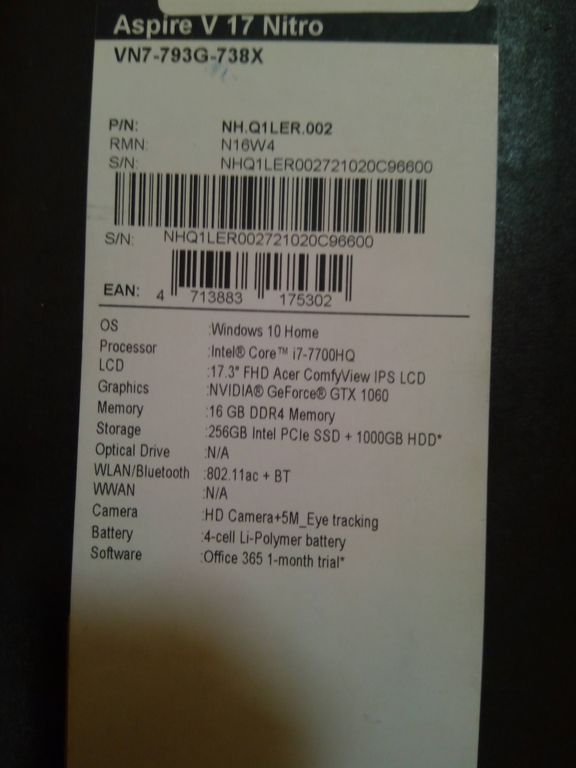 Aspire V 17 Nitro
VN7-793G-738X
P/N: NH.Q1LER.002
RMN: N16W4
S/N: NHQ1LER002721020C96600
S/N: NHQ1LER002721020C96600
EAN: 4 713883 175302
OS :Windows 10 Home
Processor :Intel® Core™ i7-7700HQ
LCD :17.3" FHD Acer ComfyView IPS LCD
Graphics :NVIDIA® GeForce® GTX 1060
Memory :16 GB DDR4 Memory
Storage :256GB Intel PCIe SSD + 1000GB HDD*
Optical Drive :N/A
WLAN/Bluetooth :802.11ac + BT
WWAN :N/A
Camera :HD Camera+5M_Eye tracking
Battery :4-cell Li-Polymer battery
Software :Office 365 1-month trial*